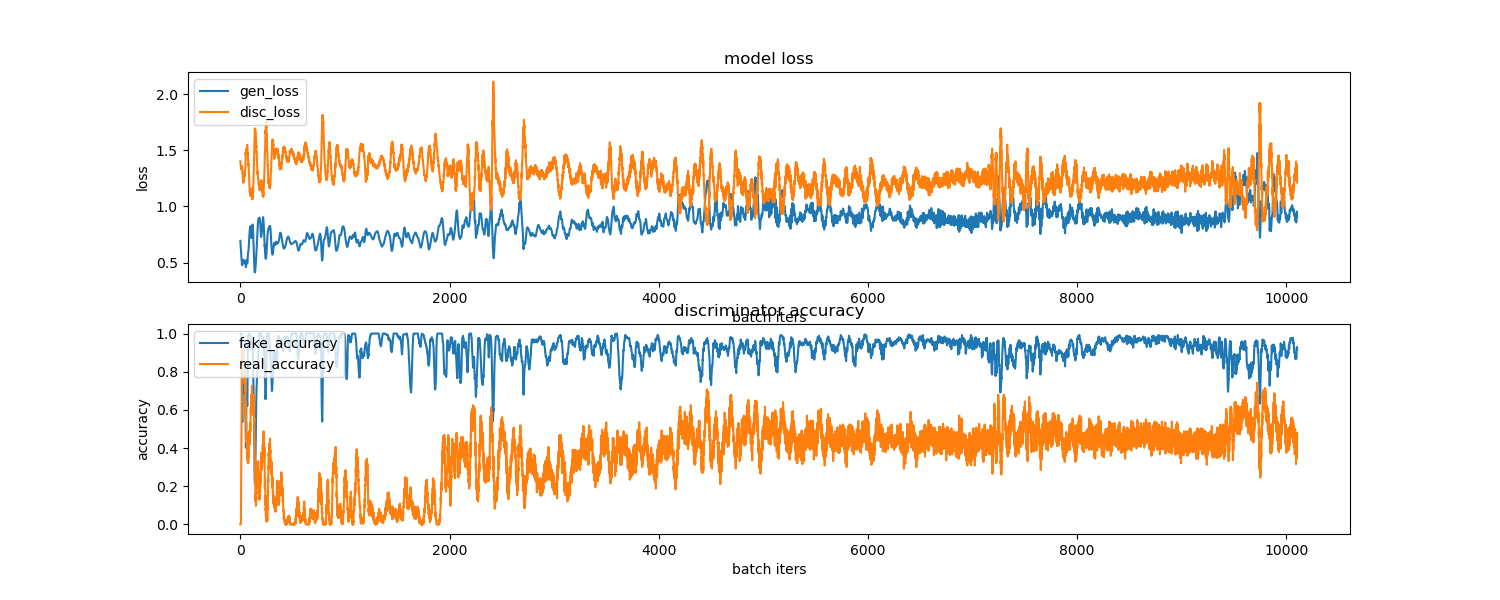 model loss
gen_loss
disc_loss
loss
2.0
1.5
1.0
0.5
0 2000 4000 6000 8000 10000
batch iters
discriminator accuracy
fake_accuracy
real_accuracy
accuracy
1.0
0.8
0.6
0.4
0.2
0.0
0 2000 4000 6000 8000 10000
batch iters